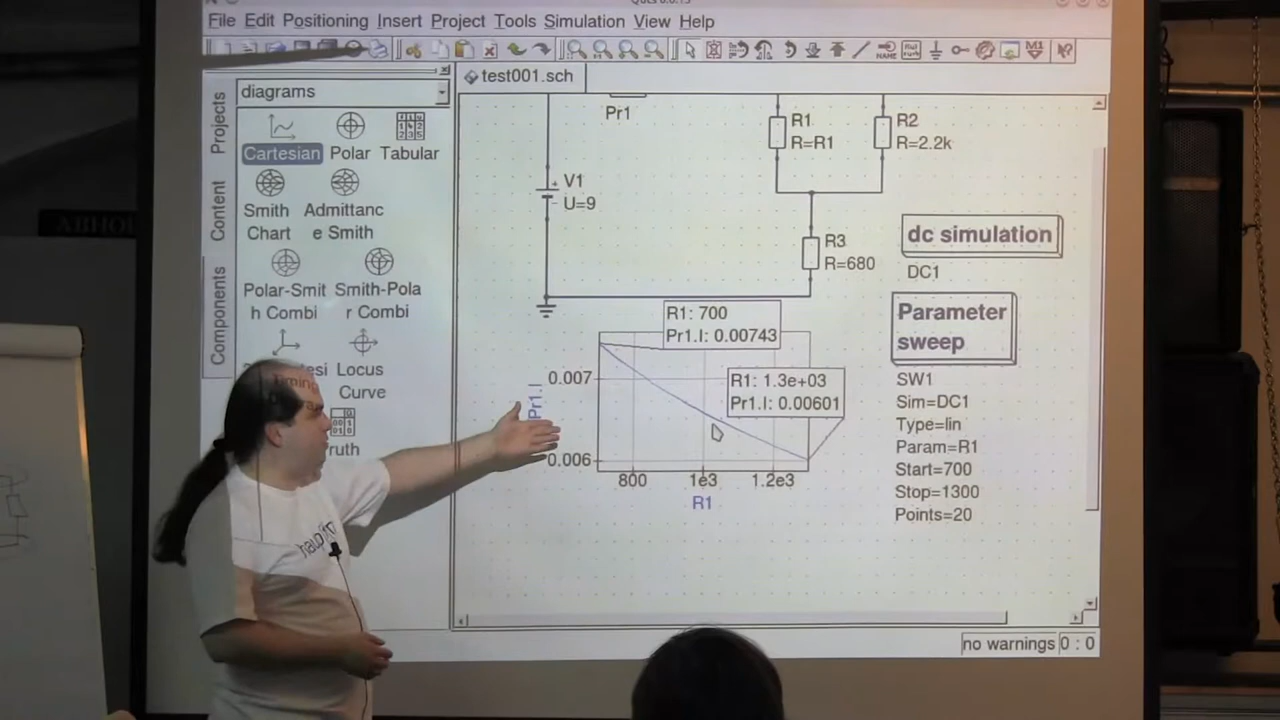 File Edit Positioning Insert Project Tools Simulation View Help
test001.sch
Projects
Content
Components
diagrams
Cartesian Polar Tabular
Smith Chart
Admittanc e Smith
Polar-Smit h Combi
Smith-Pola r Combi
Locus Curve
Pr1
R1
R=R1
R2
R=2.2k
V1
U=9
R3
R=680
dc simulation
DC1
Parameter
sweep
SW1
Sim=DC1
Type=lin
Param=R1
Start=700
Stop=1300
Points=20
R1: 700
Pr1.I: 0.00743
R1: 1.3e+03
Pr1.I: 0.00601
Pr1.I
0.007
0.006
800 1e3 1.2e3
R1
no warnings 0 : 0